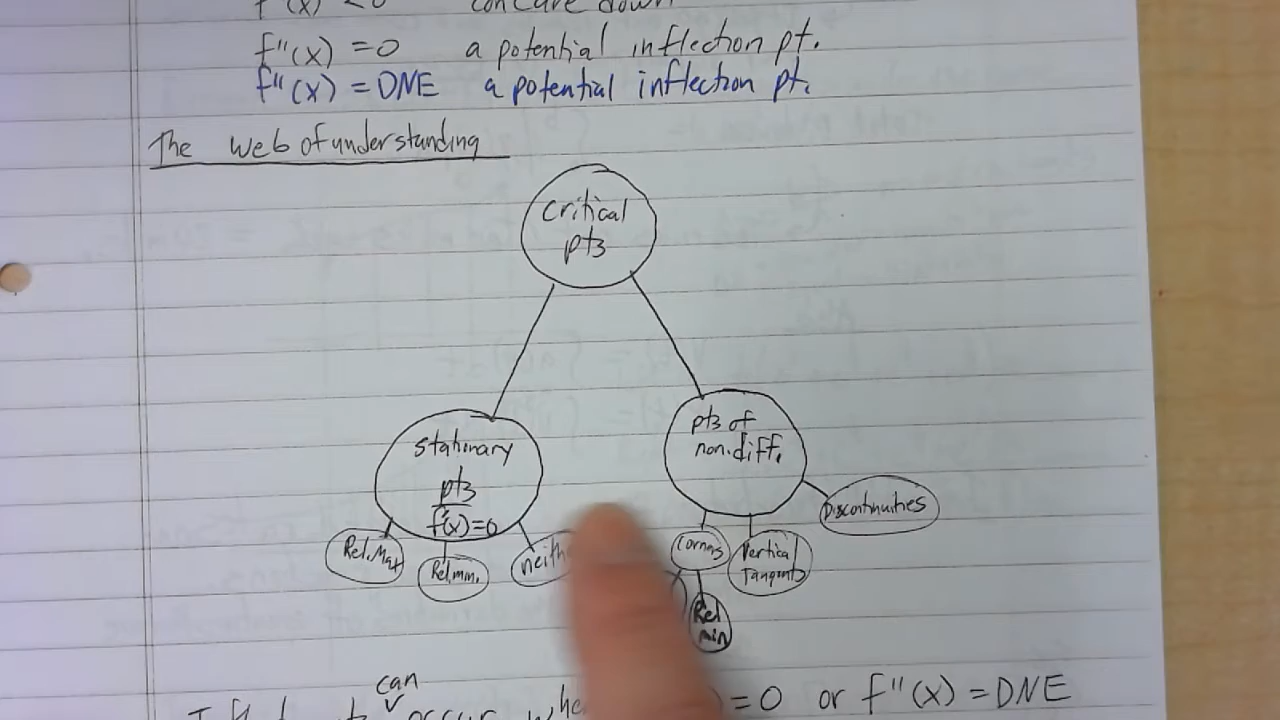 f''(x) = 0 a potential inflection pt.
f''(x) = DNE a potential inflection pt.
The web of understanding
critical
pts
stationary
pts
f'(x)=0
Rel. Max
Rel. min.
pts of
non.diff.
Corners
Vertical
Tangents
Discontinuities
Rel
min
can
occur
= 0 or f''(x) = DNE